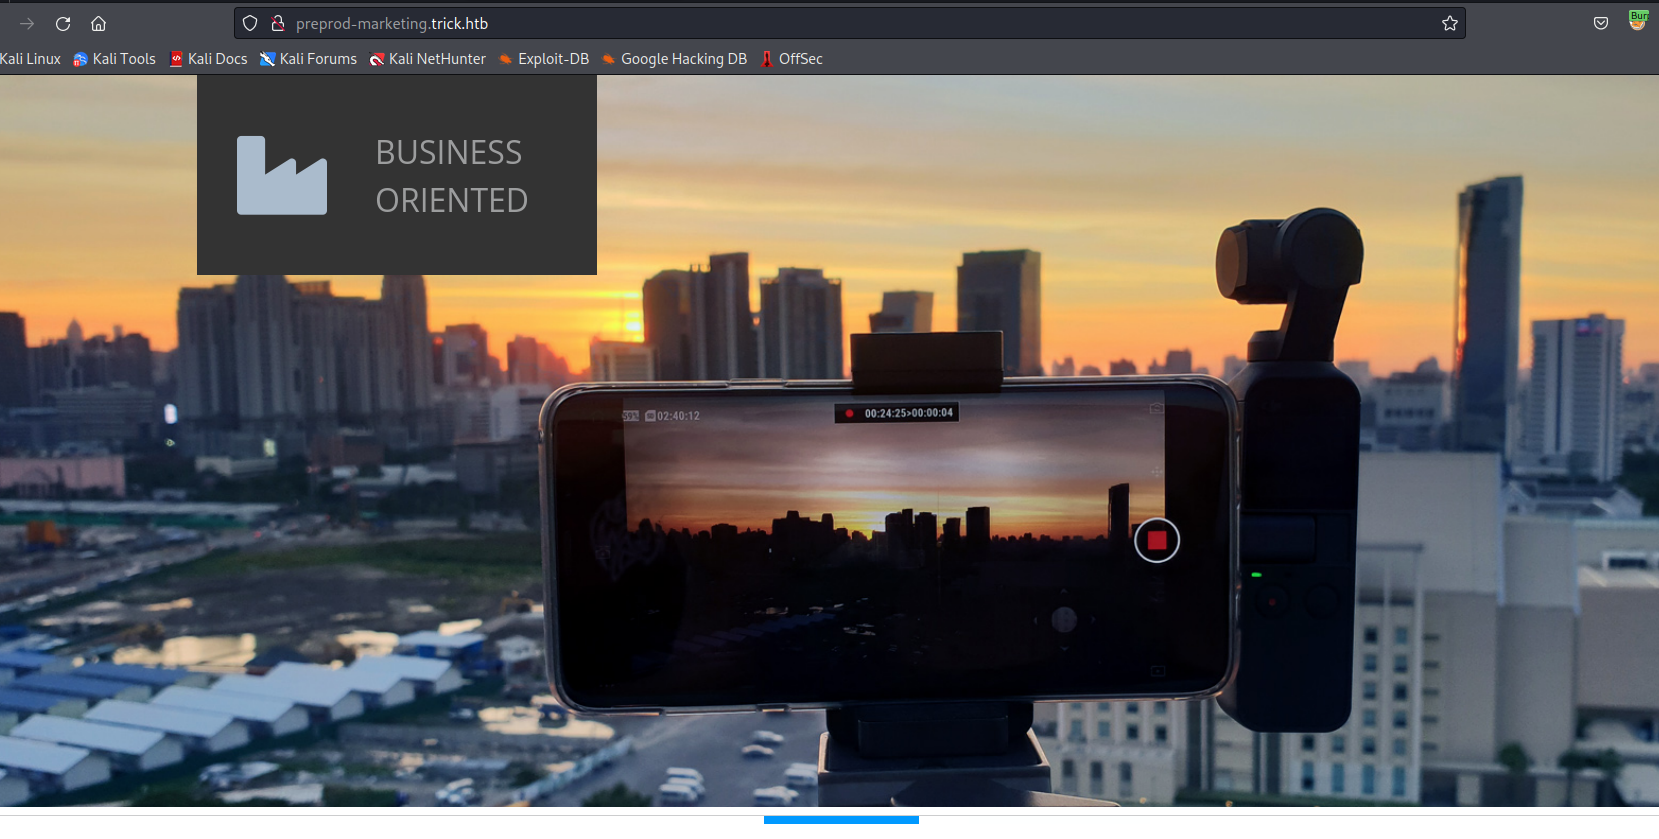 preprod-marketing.trick.htb
Kali Linux Kali Tools Kali Docs Kali Forums Kali NetHunter Exploit-DB Google Hacking DB OffSec
BUSINESS
ORIENTED
02:40:12
00:24:25>00:00:04